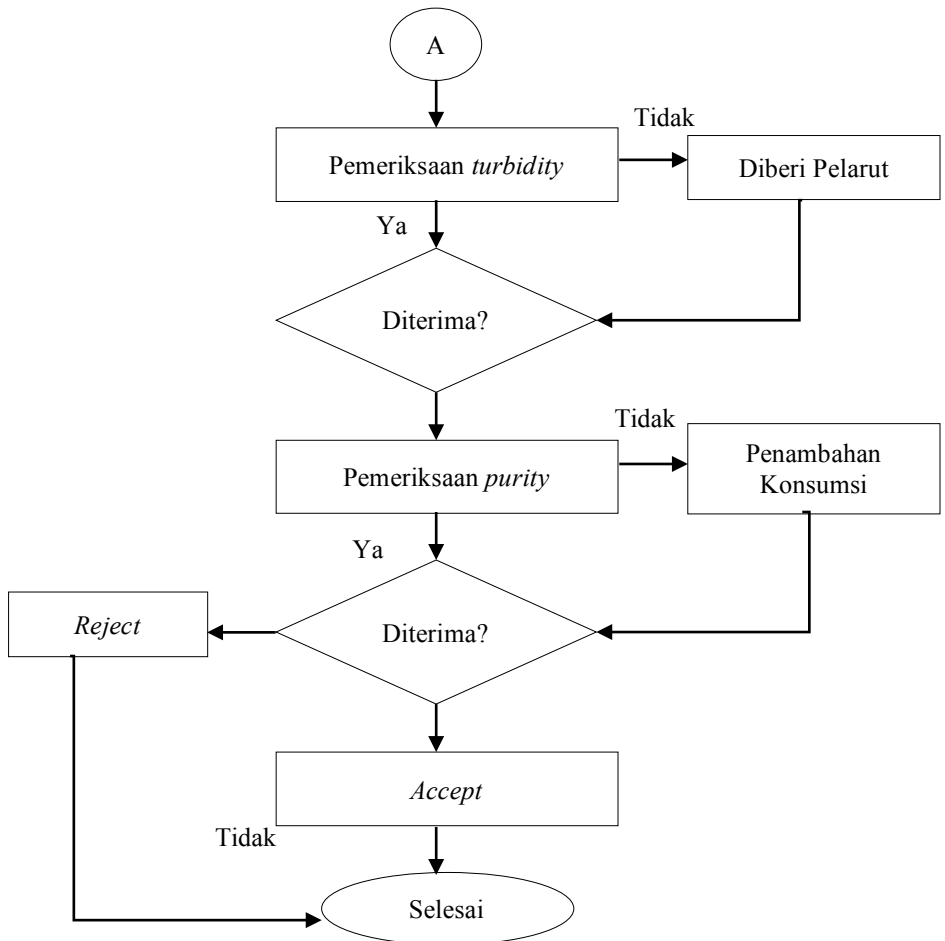 A
Tidak
Pemeriksaan turbidity
Diberi Pelarut
Ya
Diterima?
Tidak
Pemeriksaan purity
Penambahan
Konsumsi
Ya
Reject
Diterima?
Accept
Tidak
Selesai